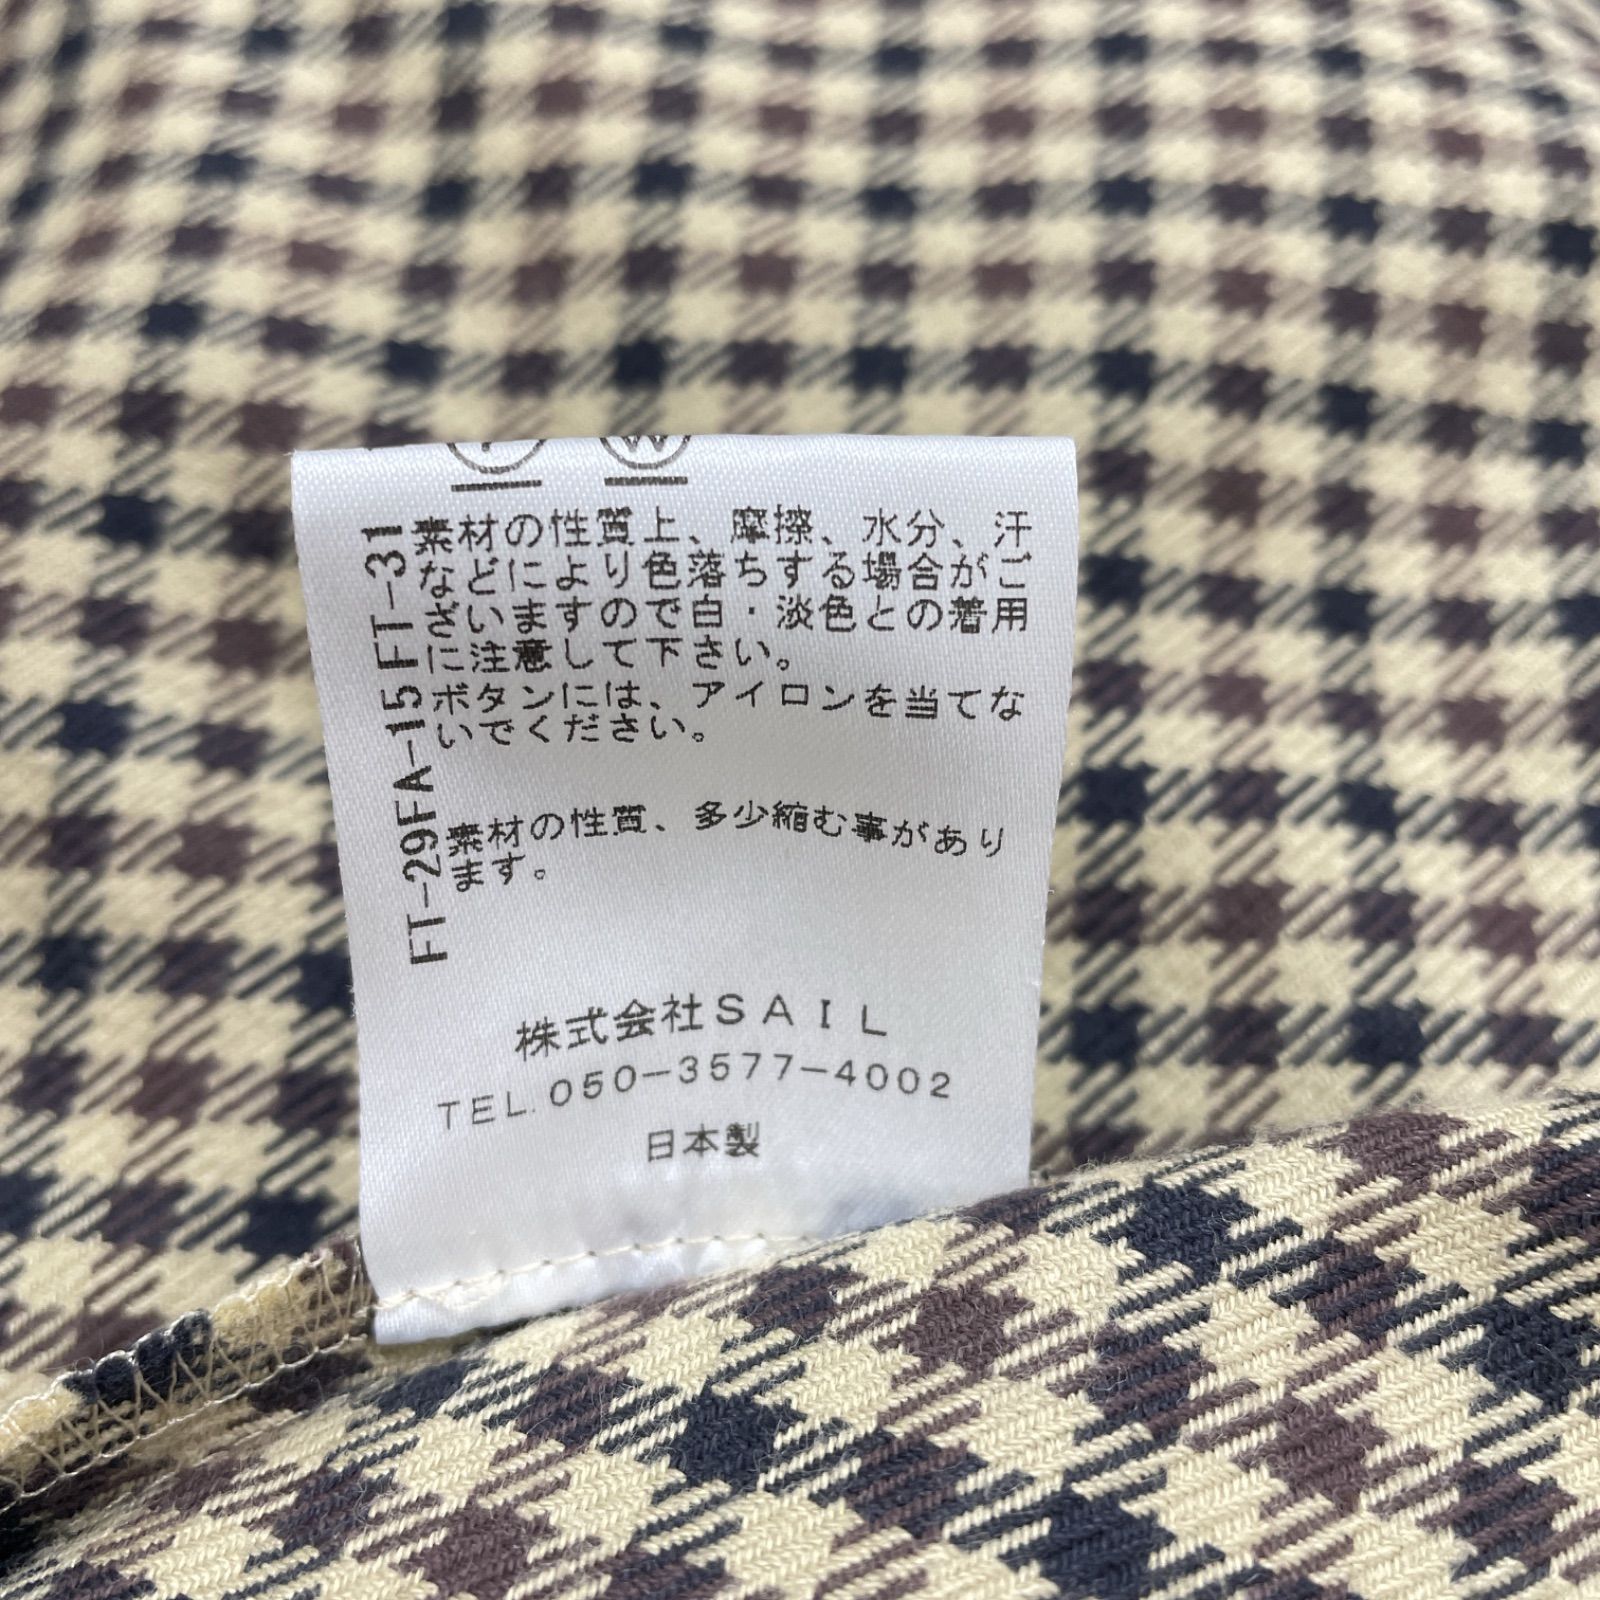 W
素材の性質上、摩擦、水分、汗
などにより色落ちする場合がご
ざいますので白・淡色との着用
に注意して下さい。
ボタンには、アイロンを当てな
いでください。
素材の性質、多少縮む事があり
ます。
FT-29FA-15 FT-31
株式会社SAIL
TEL.050-3577-4002
日本製